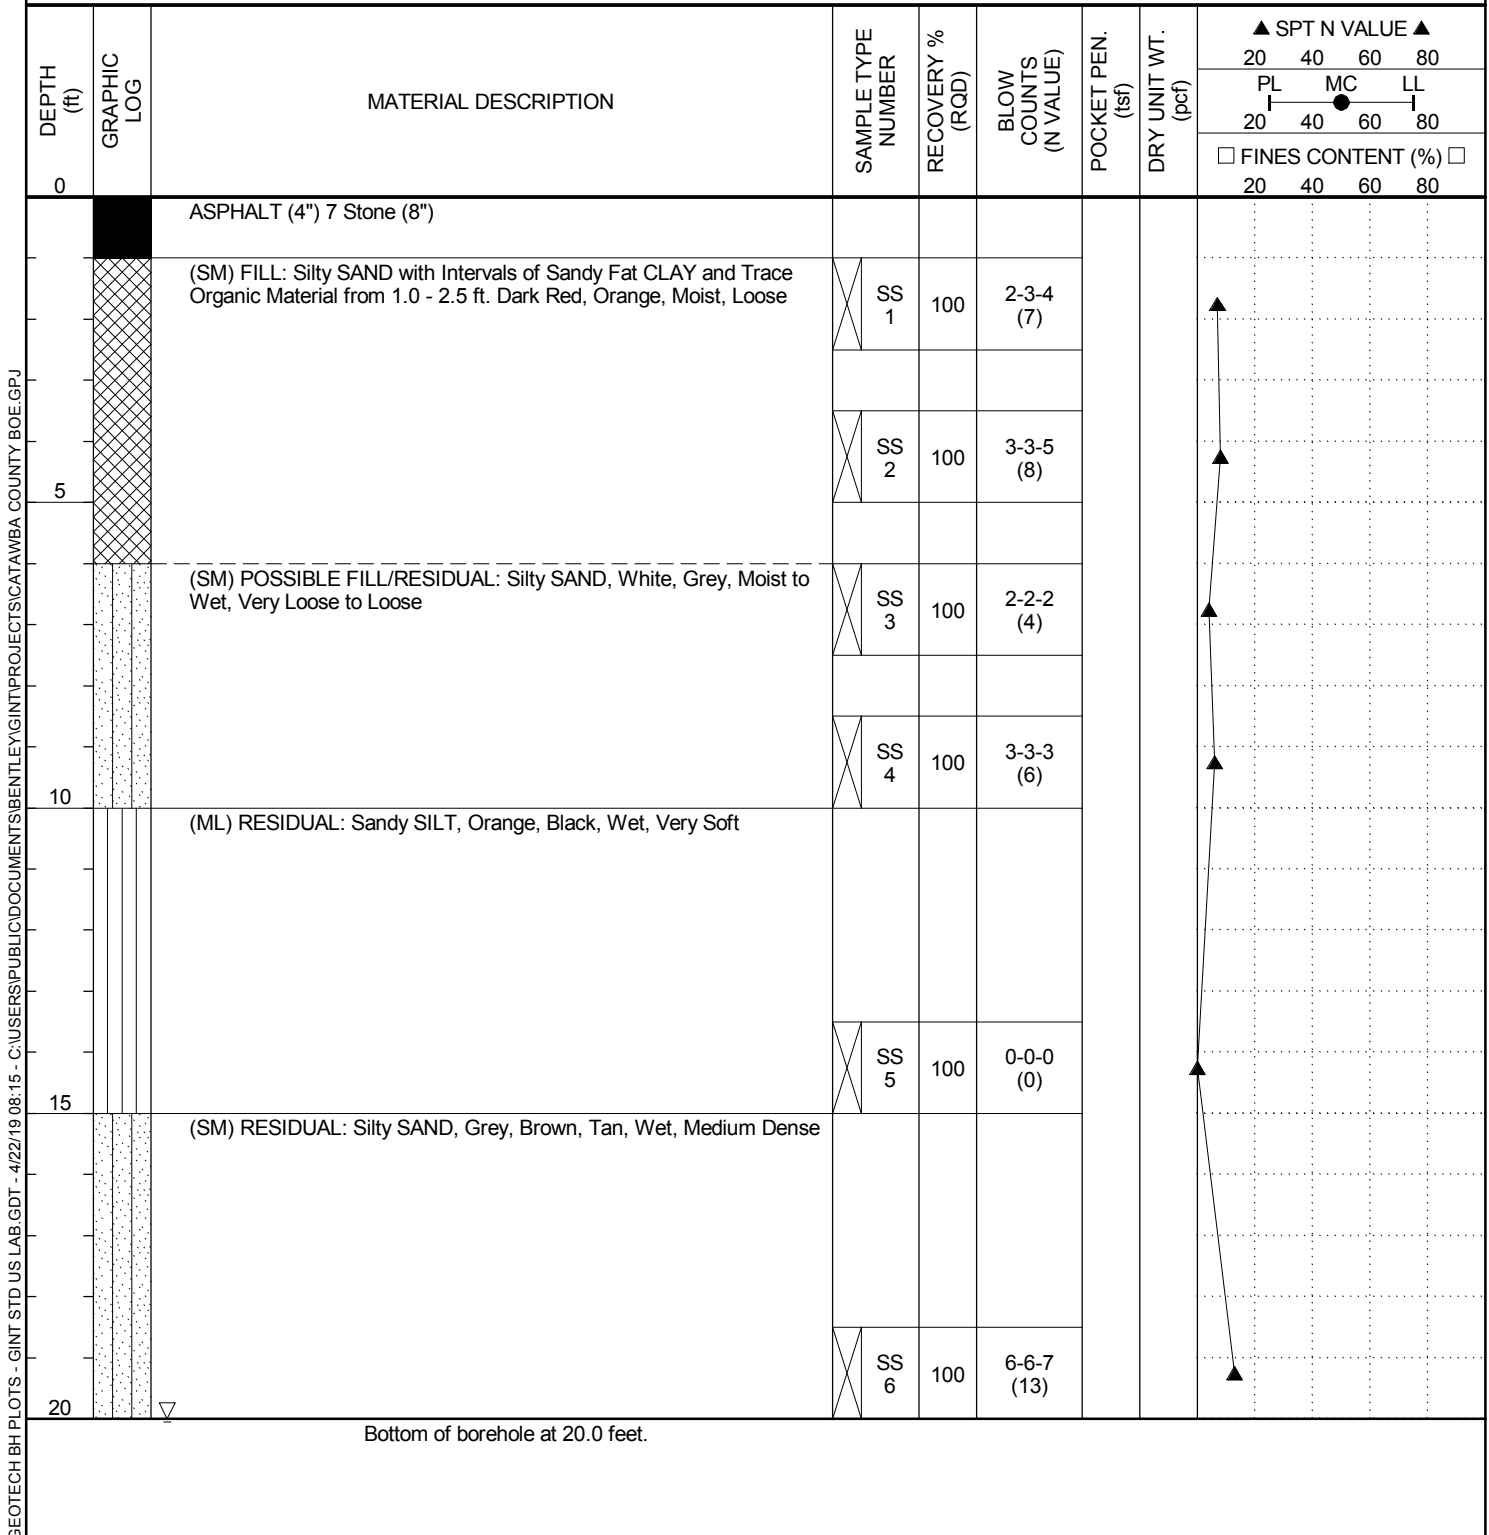 DEPTH
(ft)
GRAPHIC
LOG
MATERIAL DESCRIPTION
SAMPLE TYPE
NUMBER
RECOVERY %
(RQD)
BLOW
COUNTS
(N VALUE)
POCKET PEN.
(tsf)
DRY UNIT WT.
(pcf)
▲ SPT N VALUE ▲
20 40 60 80
PL MC LL
20 40 60 80
□ FINES CONTENT (%) □
20 40 60 80
0
ASPHALT (4") 7 Stone (8")
(SM) FILL: Silty SAND with Intervals of Sandy Fat CLAY and Trace
Organic Material from 1.0 - 2.5 ft. Dark Red, Orange, Moist, Loose
SS
1
100
2-3-4
(7)
SS
2
100
3-3-5
(8)
5
(SM) POSSIBLE FILL/RESIDUAL: Silty SAND, White, Grey, Moist to
Wet, Very Loose to Loose
SS
3
100
2-2-2
(4)
SS
4
100
3-3-3
(6)
10
(ML) RESIDUAL: Sandy SILT, Orange, Black, Wet, Very Soft
SS
5
100
0-0-0
(0)
15
(SM) RESIDUAL: Silty SAND, Grey, Brown, Tan, Wet, Medium Dense
SS
6
100
6-6-7
(13)
20
Bottom of borehole at 20.0 feet.
GEOTECH BH PLOTS - GINT STD US LAB.GDT - 4/22/19 08:15 - C:\USERS\PUBLIC\DOCUMENTS\BENTLEY\GINT\PROJECTS\CATAWBA COUNTY BOE.GPJ